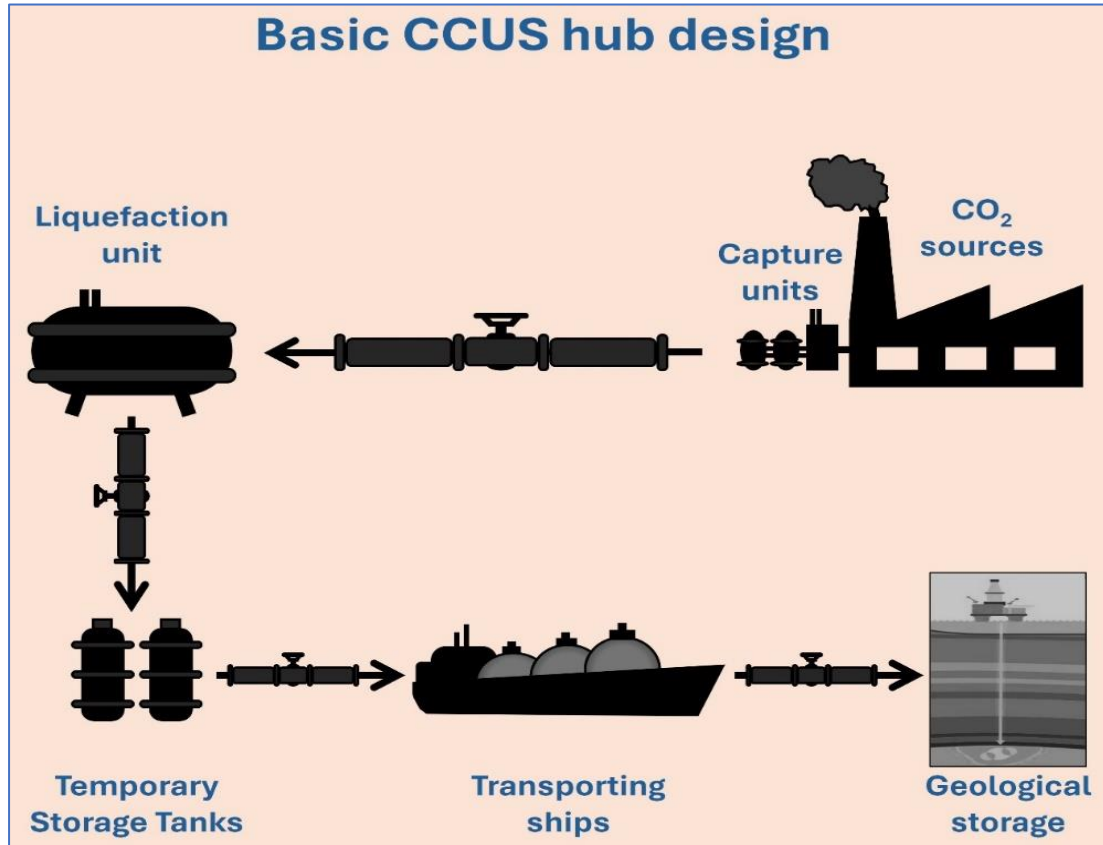 Basic CCUS hub design
Liquefaction
unit
CO₂
sources
Capture
units
Temporary
Storage Tanks
Transporting
ships
Geological
storage